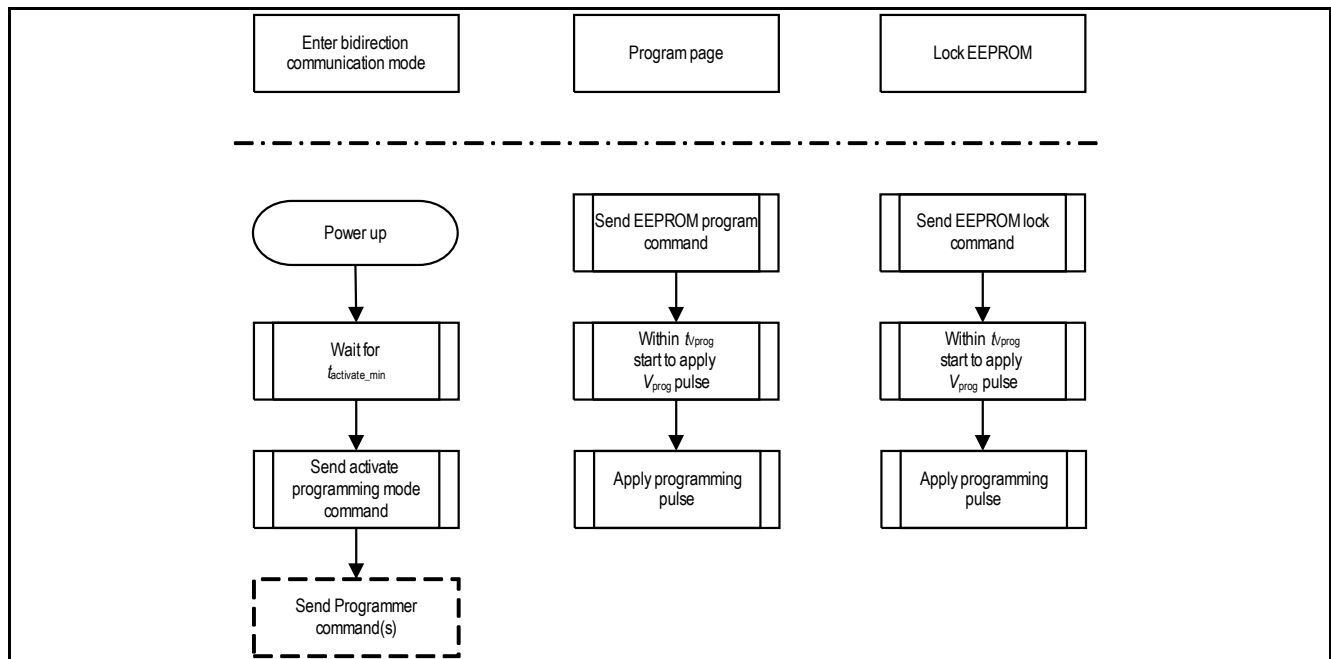 Enter bidirection
communication mode
Program page
Lock EEPROM
Power up
Wait for
tactivate_min
Send activate
programming mode
command
Send Programmer
command(s)
Send EEPROM program
command
Within tVprog
start to apply
Vprog pulse
Apply programming
pulse
Send EEPROM lock
command
Within tVprog
start to apply
Vprog pulse
Apply programming
pulse